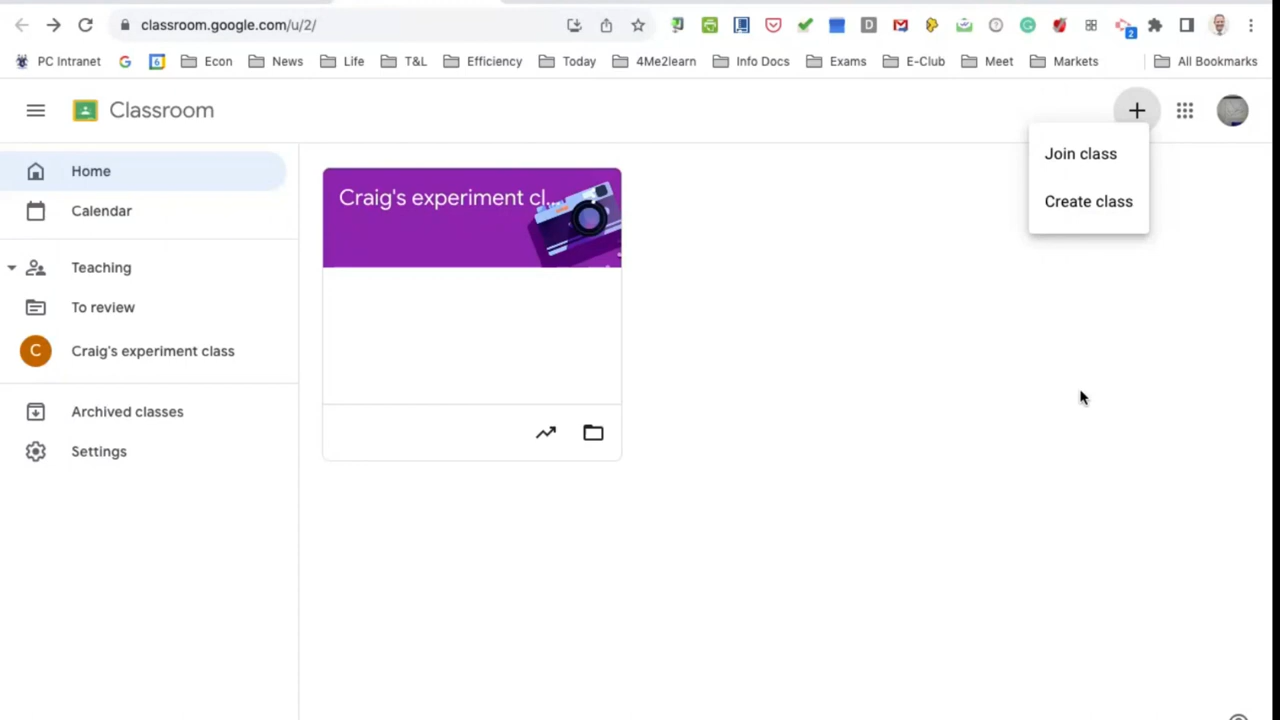 classroom.google.com/u/2/
2
PC Intranet
6
Econ
News
Life
T&L
Efficiency
Today
4Me2learn
Info Docs
Exams
E-Club
Meet
Markets
All Bookmarks
Classroom
Join class
Create class
Home
Calendar
Teaching
To review
C
Craig's experiment class
Archived classes
Settings
Craig's experiment cl...